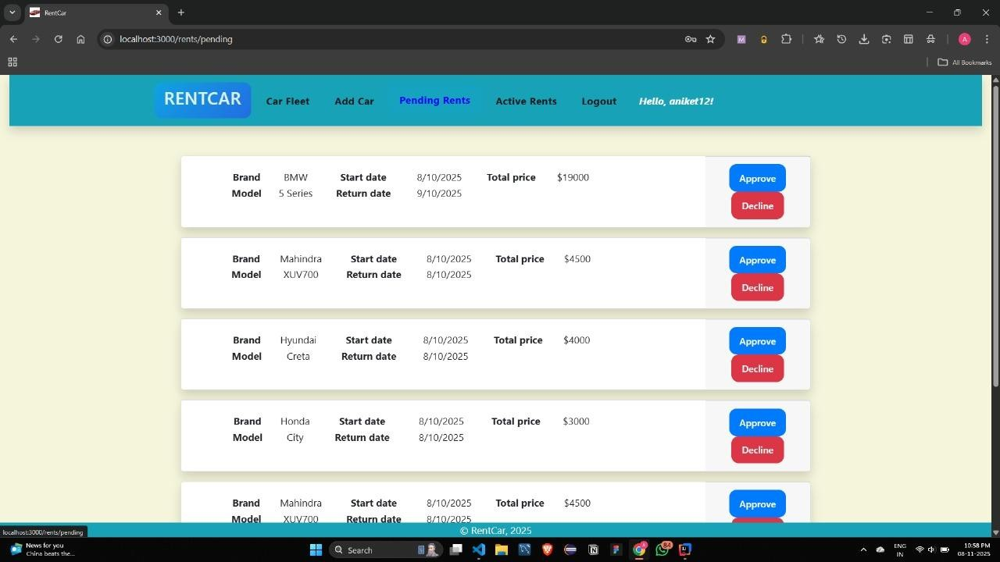 RentCar
localhost:3000/rents/pending
A
All Bookmarks
RENTCAR Car Fleet Add Car Pending Rents Active Rents Logout Hello, aniket12!
Brand BMW Start date 8/10/2025 Total price $19000 Approve
Model 5 Series Return date 9/10/2025
Decline
Brand Mahindra Start date 8/10/2025 Total price $4500 Approve
Model XUV700 Return date 8/10/2025
Decline
Brand Hyundai Start date 8/10/2025 Total price $4000 Approve
Model Creta Return date 8/10/2025
Decline
Brand Honda Start date 8/10/2025 Total price $3000 Approve
Model City Return date 8/10/2025
Decline
Brand Mahindra Start date 8/10/2025 Total price $4500 Approve
Model XUV700 Return date 8/10/2025
© RentCar, 2025
localhost:3000/rents/pending
News for you
China beats the...
Search
84
ENG
IN
10:58 PM
08-11-2025